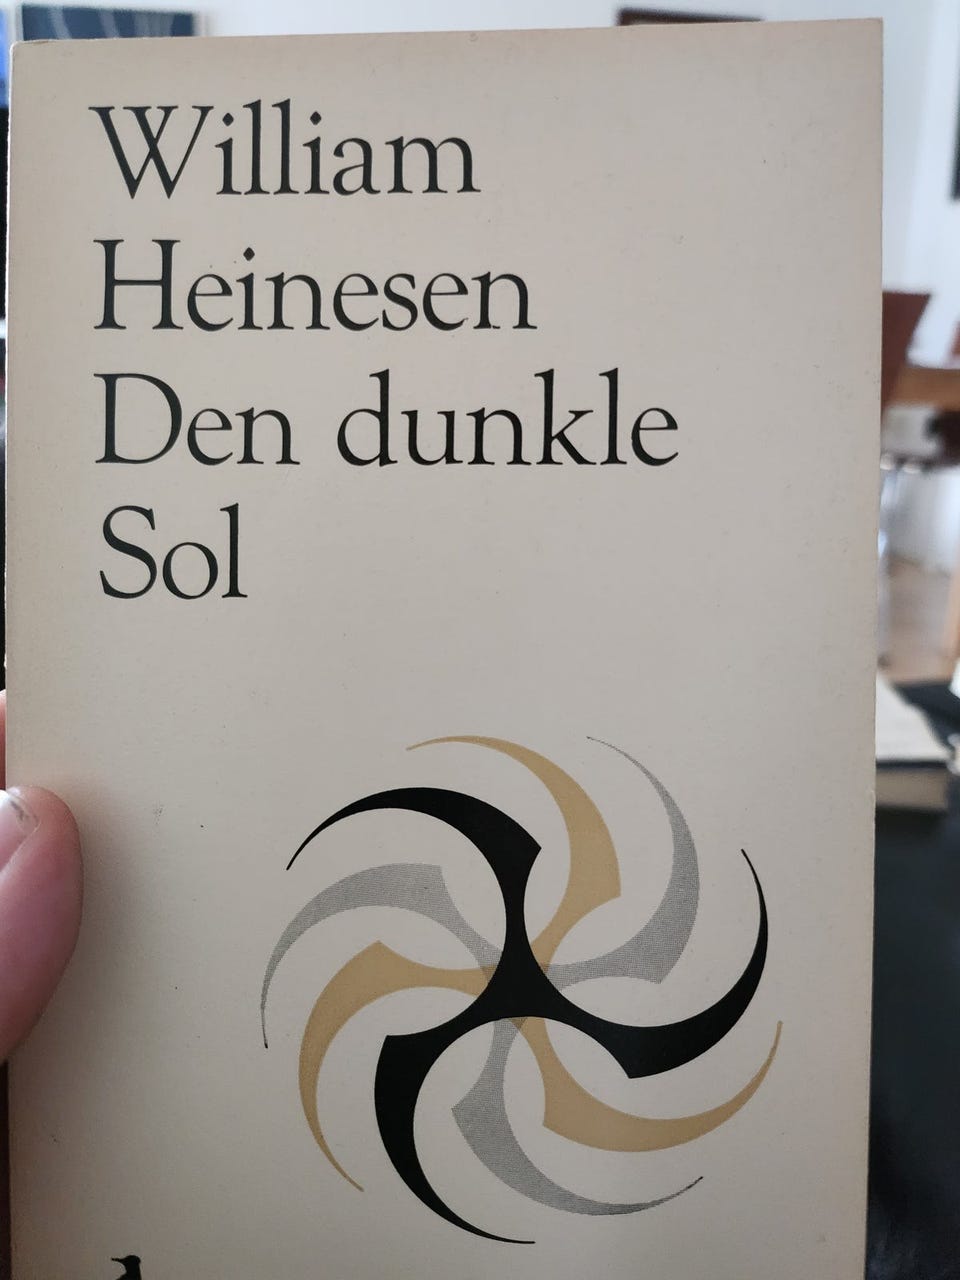 William
Heinesen
Den dunkle
Sol